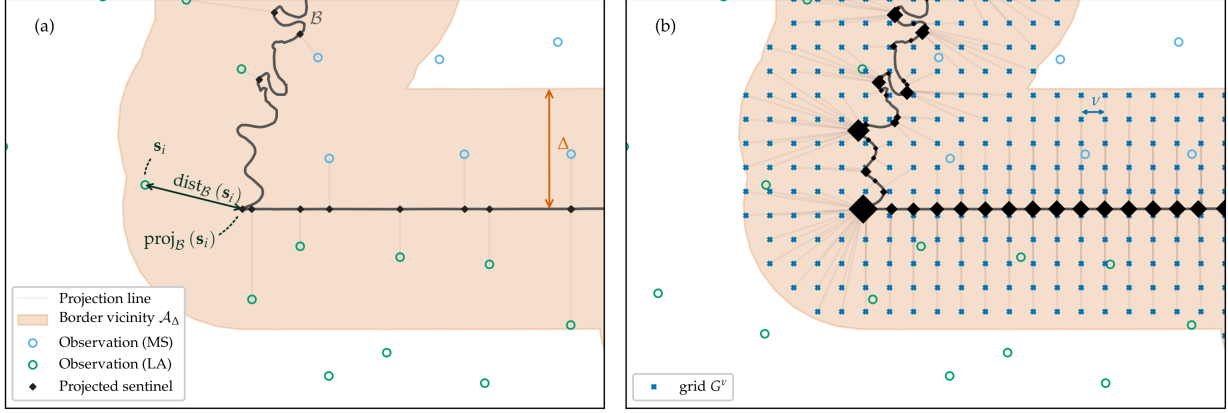 (a)
ℬ
s_i
dist_ℬ (s_i)
proj_ℬ (s_i)
Δ
Projection line
Border vicinity 𝒜_Δ
Observation (MS)
Observation (LA)
Projected sentinel
(b)
ν
grid G^ν